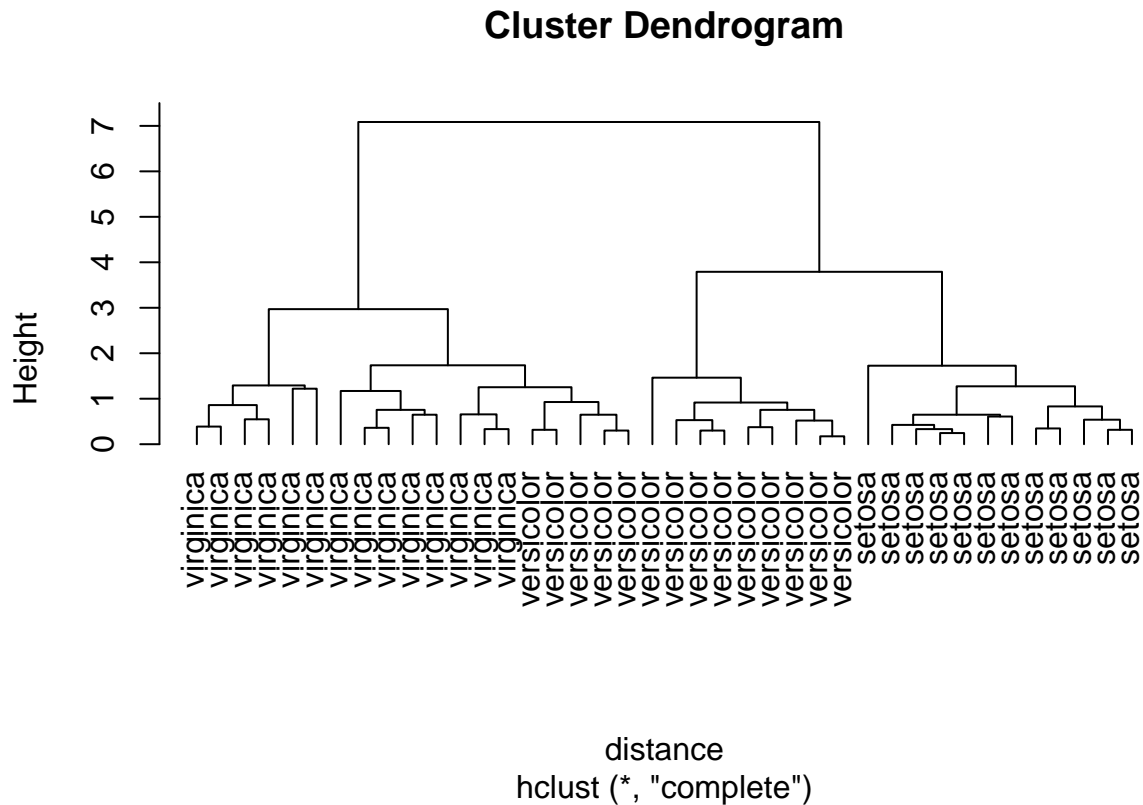 Cluster Dendrogram
Height
7
6
5
4
3
2
1
0
virginica
virginica
virginica
virginica
virginica
virginica
virginica
virginica
virginica
virginica
virginica
virginica
virginica
virginica
versicolor
versicolor
versicolor
versicolor
versicolor
versicolor
versicolor
versicolor
versicolor
versicolor
versicolor
versicolor
versicolor
versicolor
setosa
setosa
setosa
setosa
setosa
setosa
setosa
setosa
setosa
setosa
setosa
setosa
distance
hclust (*, "complete")